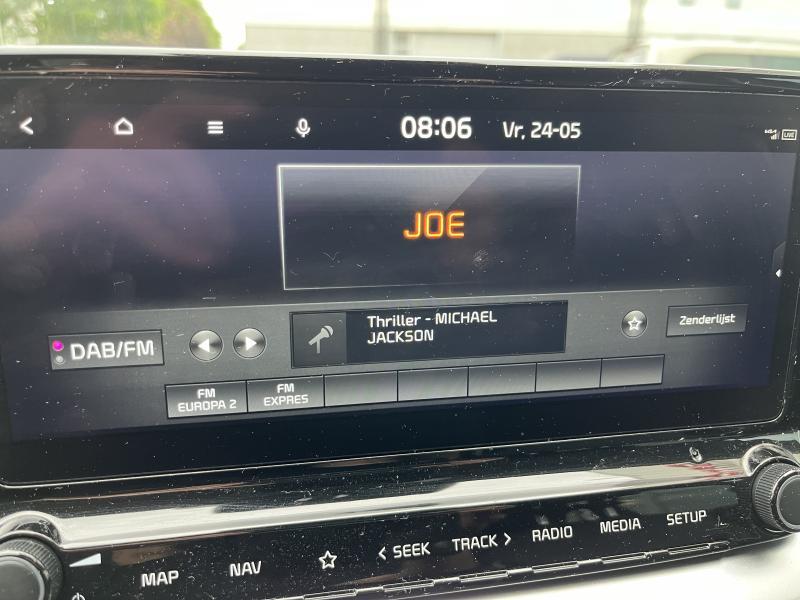 08:06 Vr, 24-05
LIVE
JOE
Thriller - MICHAEL
JACKSON
Zenderlijst
DAB/FM
FM
EUROPA 2
FM
EXPRES
MAP NAV < SEEK TRACK > RADIO MEDIA SETUP